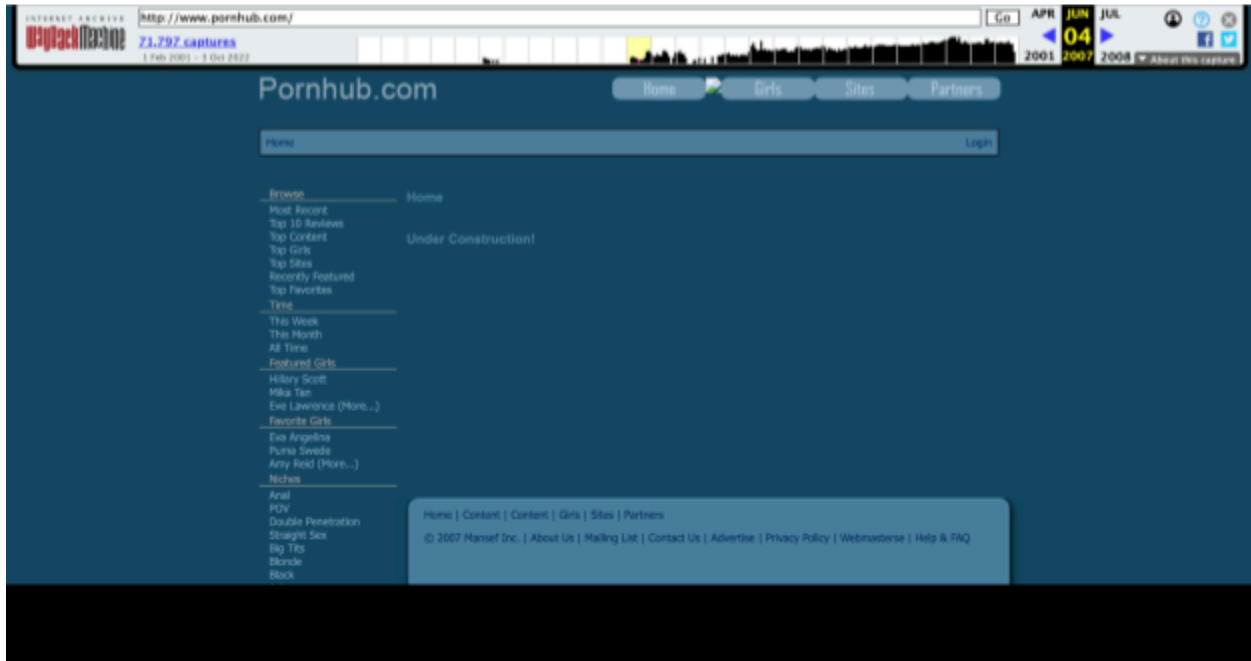 INTERNET ARCHIVE
WayBackMachine
http://www.pornhub.com/
Go
71,797 captures
1 Feb 2001 - 3 Oct 2022
APR JUN JUL
04
2001 2007 2008
About this capture
Pornhub.com
Home Girls Sites Partners
Home Login
Browse
Most Recent
Top 10 Reviews
Top Content
Top Girls
Top Sites
Recently Featured
Top Favorites
Time
This Week
This Month
All Time
Featured Girls
Hillary Scott
Mika Tan
Eve Lawrence (More...)
Favorite Girls
Eva Angelina
Puma Swede
Amy Reid (More...)
Niches
Anal
POV
Double Penetration
Straight Sex
Big Tits
Blonde
Black
Home
Under Construction!
Home | Content | Content | Girls | Sites | Partners
© 2007 Mansef Inc. | About Us | Mailing List | Contact Us | Advertise | Privacy Policy | Webmasterse | Help & FAQ